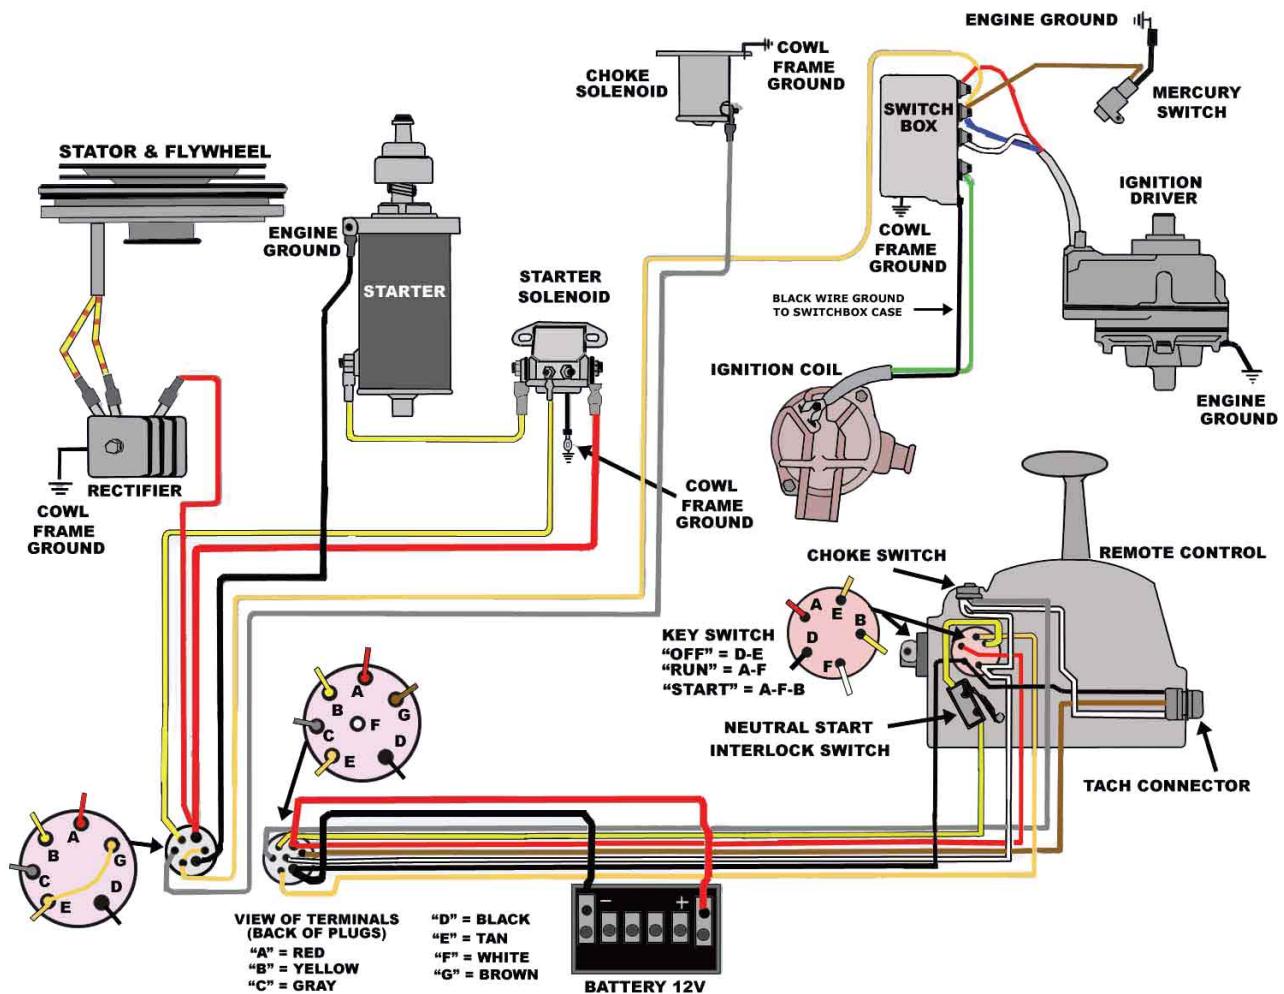 ENGINE GROUND
COWL
FRAME
GROUND
CHOKE
SOLENOID
MERCURY
SWITCH
SWITCH
BOX
STATOR & FLYWHEEL
IGNITION
DRIVER
ENGINE
GROUND
COWL
FRAME
GROUND
STARTER
STARTER
SOLENOID
BLACK WIRE GROUND
TO SWITCHBOX CASE
IGNITION COIL
ENGINE
GROUND
RECTIFIER
COWL
FRAME
GROUND
COWL
FRAME
GROUND
CHOKE SWITCH
REMOTE CONTROL
A
E
B
D
F
KEY SWITCH
"OFF" = D-E
"RUN" = A-F
"START" = A-F-B
NEUTRAL START
INTERLOCK SWITCH
TACH CONNECTOR
A
B
G
C
F
D
E
A
B
G
C
D
E
VIEW OF TERMINALS
(BACK OF PLUGS)
"A" = RED
"B" = YELLOW
"C" = GRAY
"D" = BLACK
"E" = TAN
"F" = WHITE
"G" = BROWN
−
+
BATTERY 12V